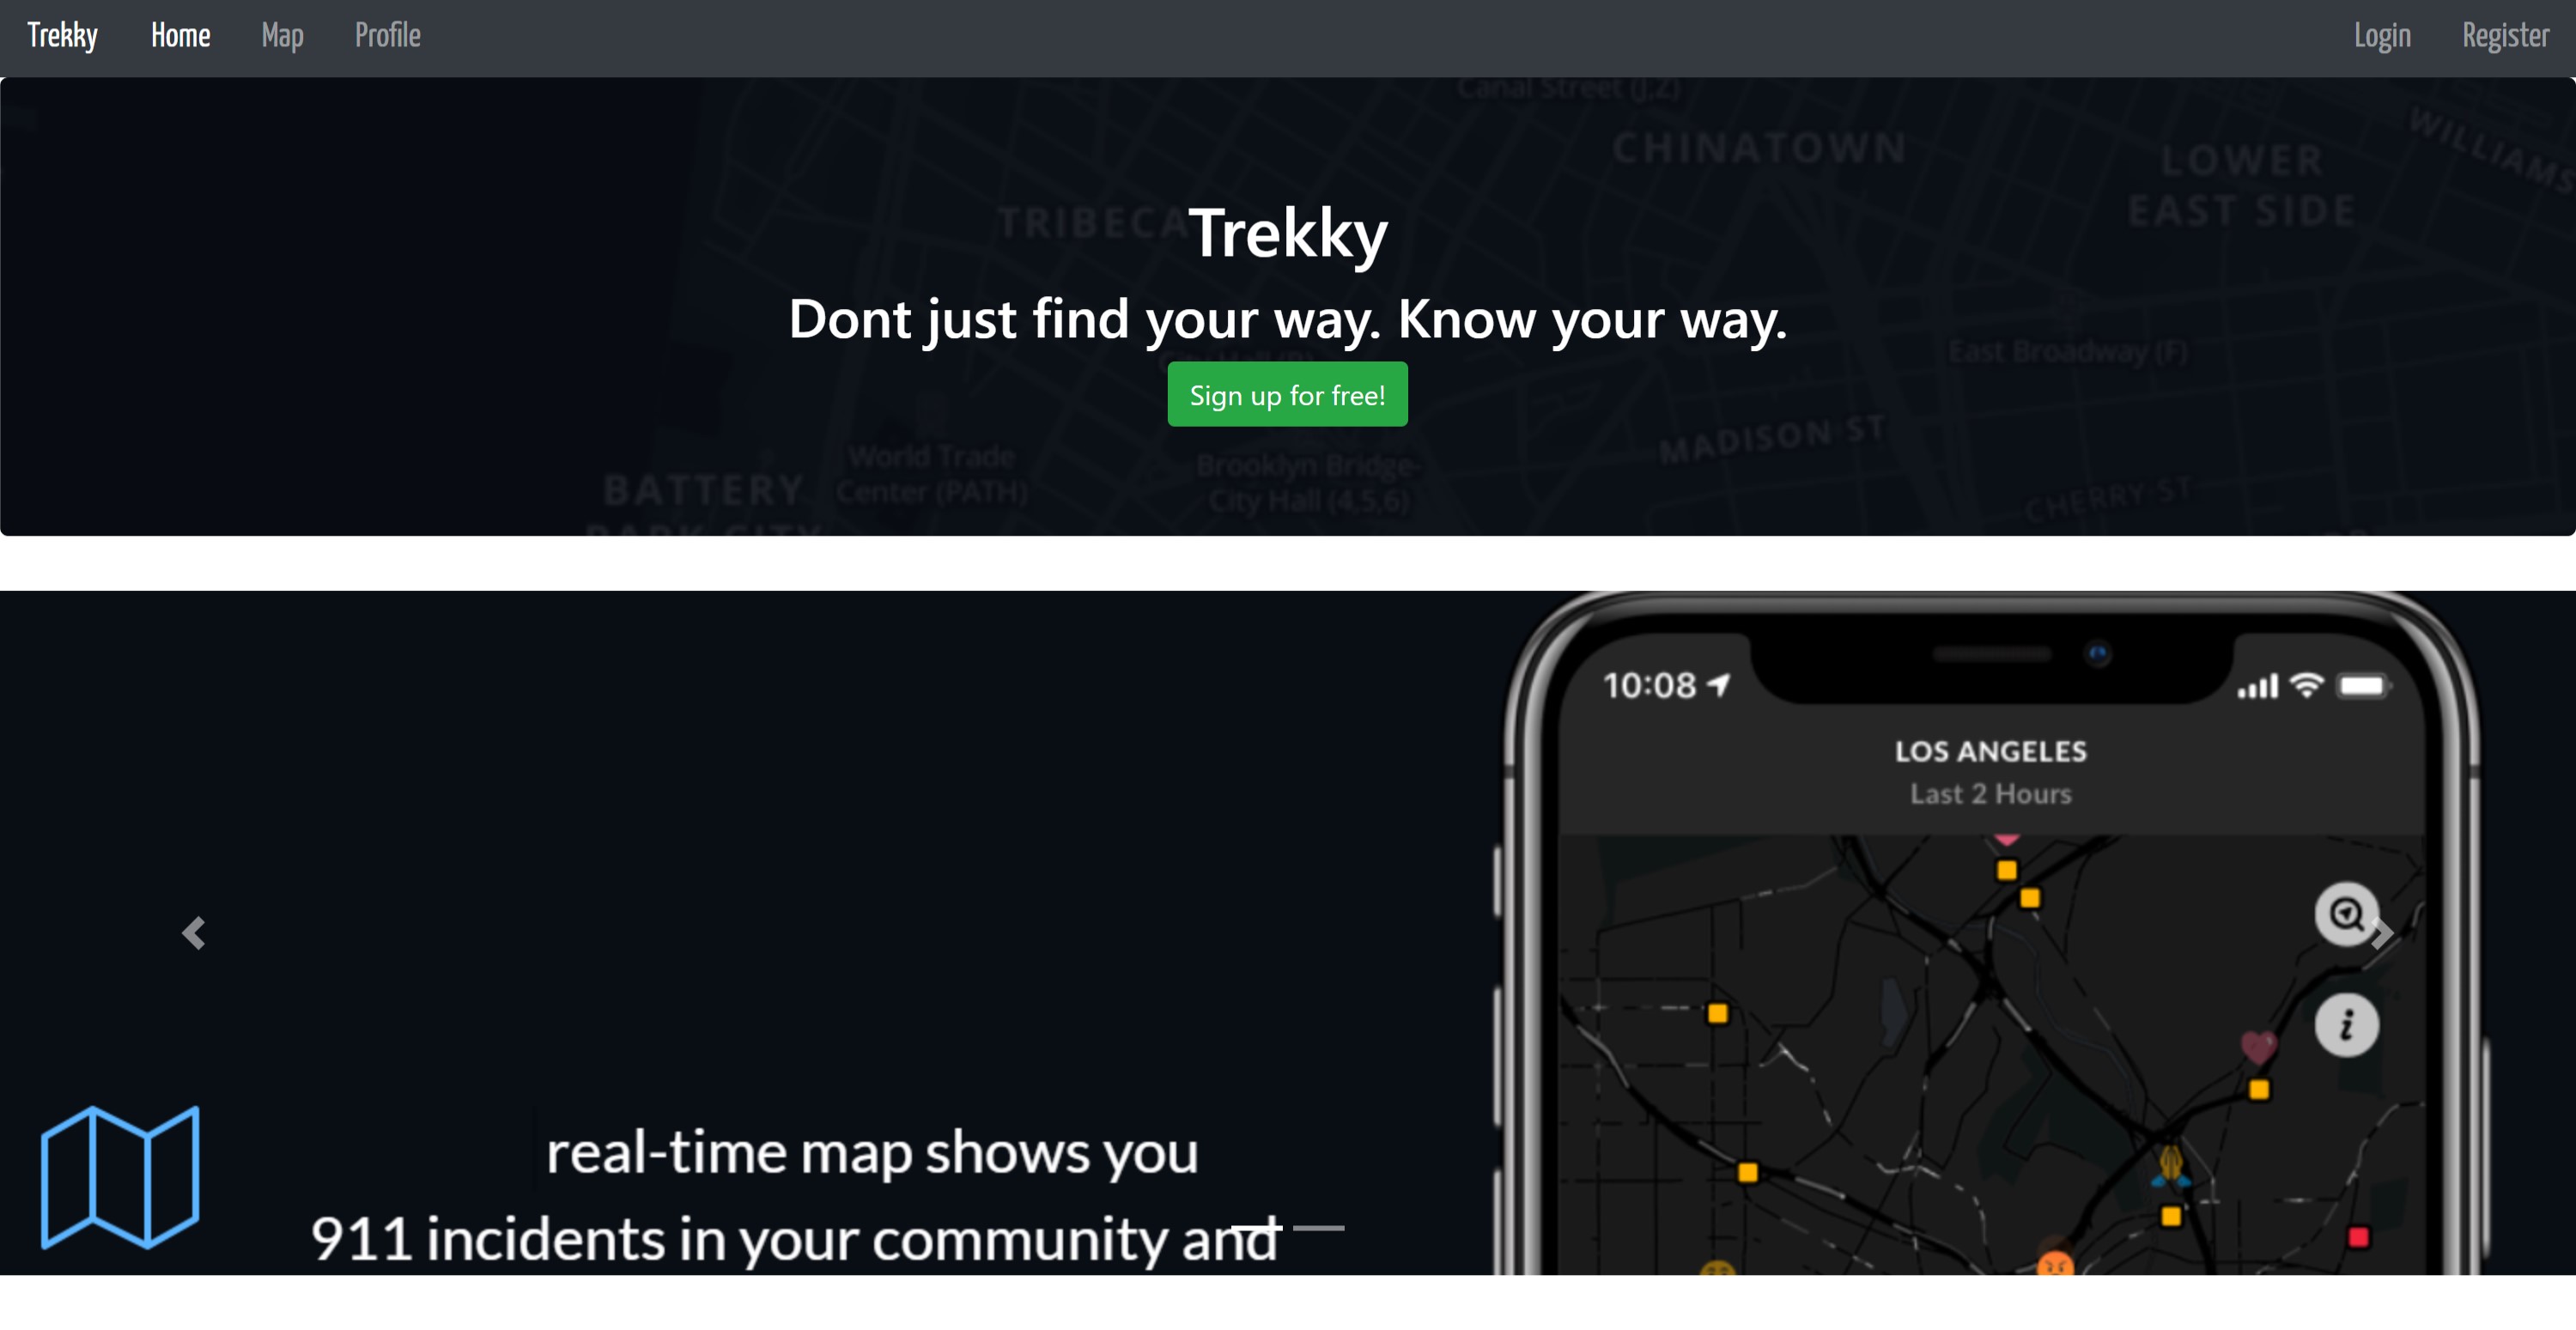 Trekky Home Map Profile Login Register
Canal Street (J,Z)
CHINATOWN
LOWER
EAST SIDE
TRIBECA
Trekky
Dont just find your way. Know your way.
East Broadway (F)
Sign up for free!
MADISON ST
World Trade
Center (PATH)
Brooklyn Bridge-
City Hall (4,5,6)
BATTERY
PARK CITY
CHERRY ST
10:08
LOS ANGELES
Last 2 Hours
i
real-time map shows you
911 incidents in your community and